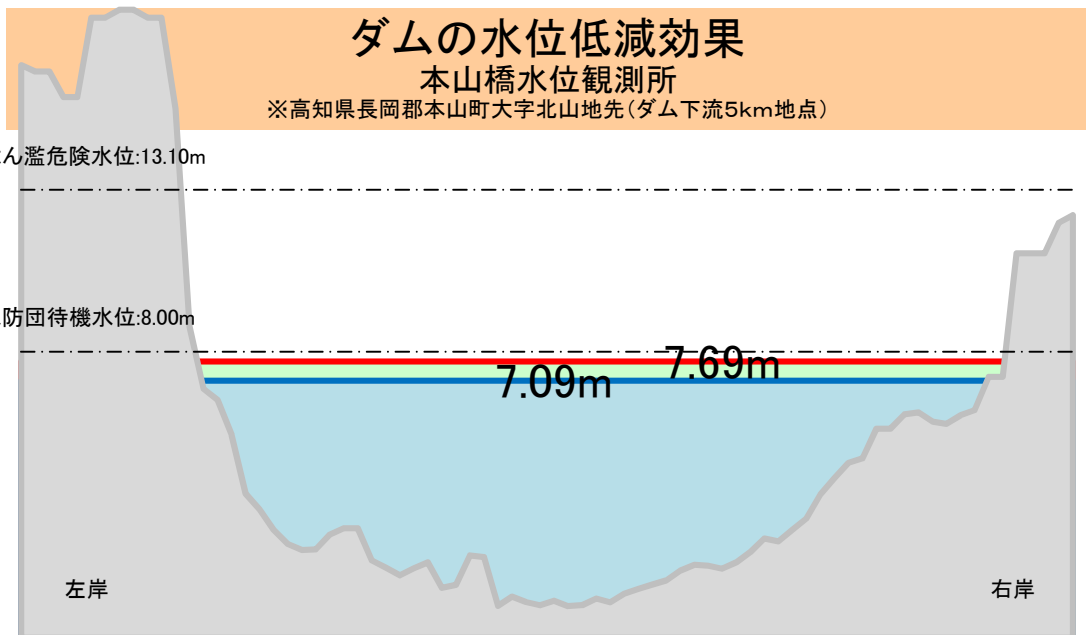 ダムの水位低減効果
本山橋水位観測所
※高知県長岡郡本山町大字北山地先(ダム下流5km地点)
ん濫危険水位:13.10m
防団待機水位:8.00m
7.69m
7.09m
左岸
右岸